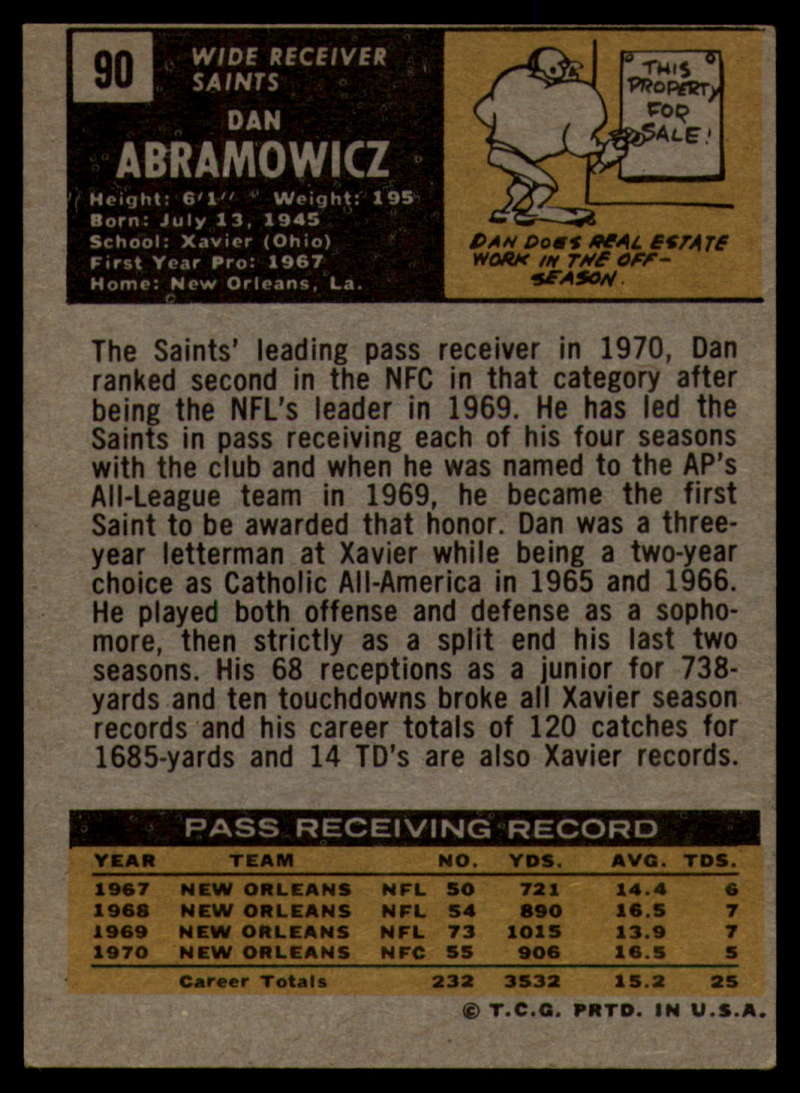 90
WIDE RECEIVER
SAINTS
DAN
ABRAMOWICZ
Height: 6'1" Weight: 195
Born: July 13, 1945
School: Xavier (Ohio)
First Year Pro: 1967
Home: New Orleans, La.
THIS
PROPERTY
FOR
SALE!
DAN DOES REAL ESTATE
WORK IN THE OFF-
SEASON.
The Saints' leading pass receiver in 1970, Dan
ranked second in the NFC in that category after
being the NFL's leader in 1969. He has led the
Saints in pass receiving each of his four seasons
with the club and when he was named to the AP's
All-League team in 1969, he became the first
Saint to be awarded that honor. Dan was a three-
year letterman at Xavier while being a two-year
choice as Catholic All-America in 1965 and 1966.
He played both offense and defense as a sopho-
more, then strictly as a split end his last two
seasons. His 68 receptions as a junior for 738-
yards and ten touchdowns broke all Xavier season
records and his career totals of 120 catches for
1685-yards and 14 TD's are also Xavier records.
PASS RECEIVING RECORD
YEAR TEAM NO. YDS. AVG. TDS.
1967 NEW ORLEANS NFL 50 721 14.4 6
1968 NEW ORLEANS NFL 54 890 16.5 7
1969 NEW ORLEANS NFL 73 1015 13.9 7
1970 NEW ORLEANS NFC 55 906 16.5 5
Career Totals 232 3532 15.2 25
© T.C.G. PRTD. IN U.S.A.